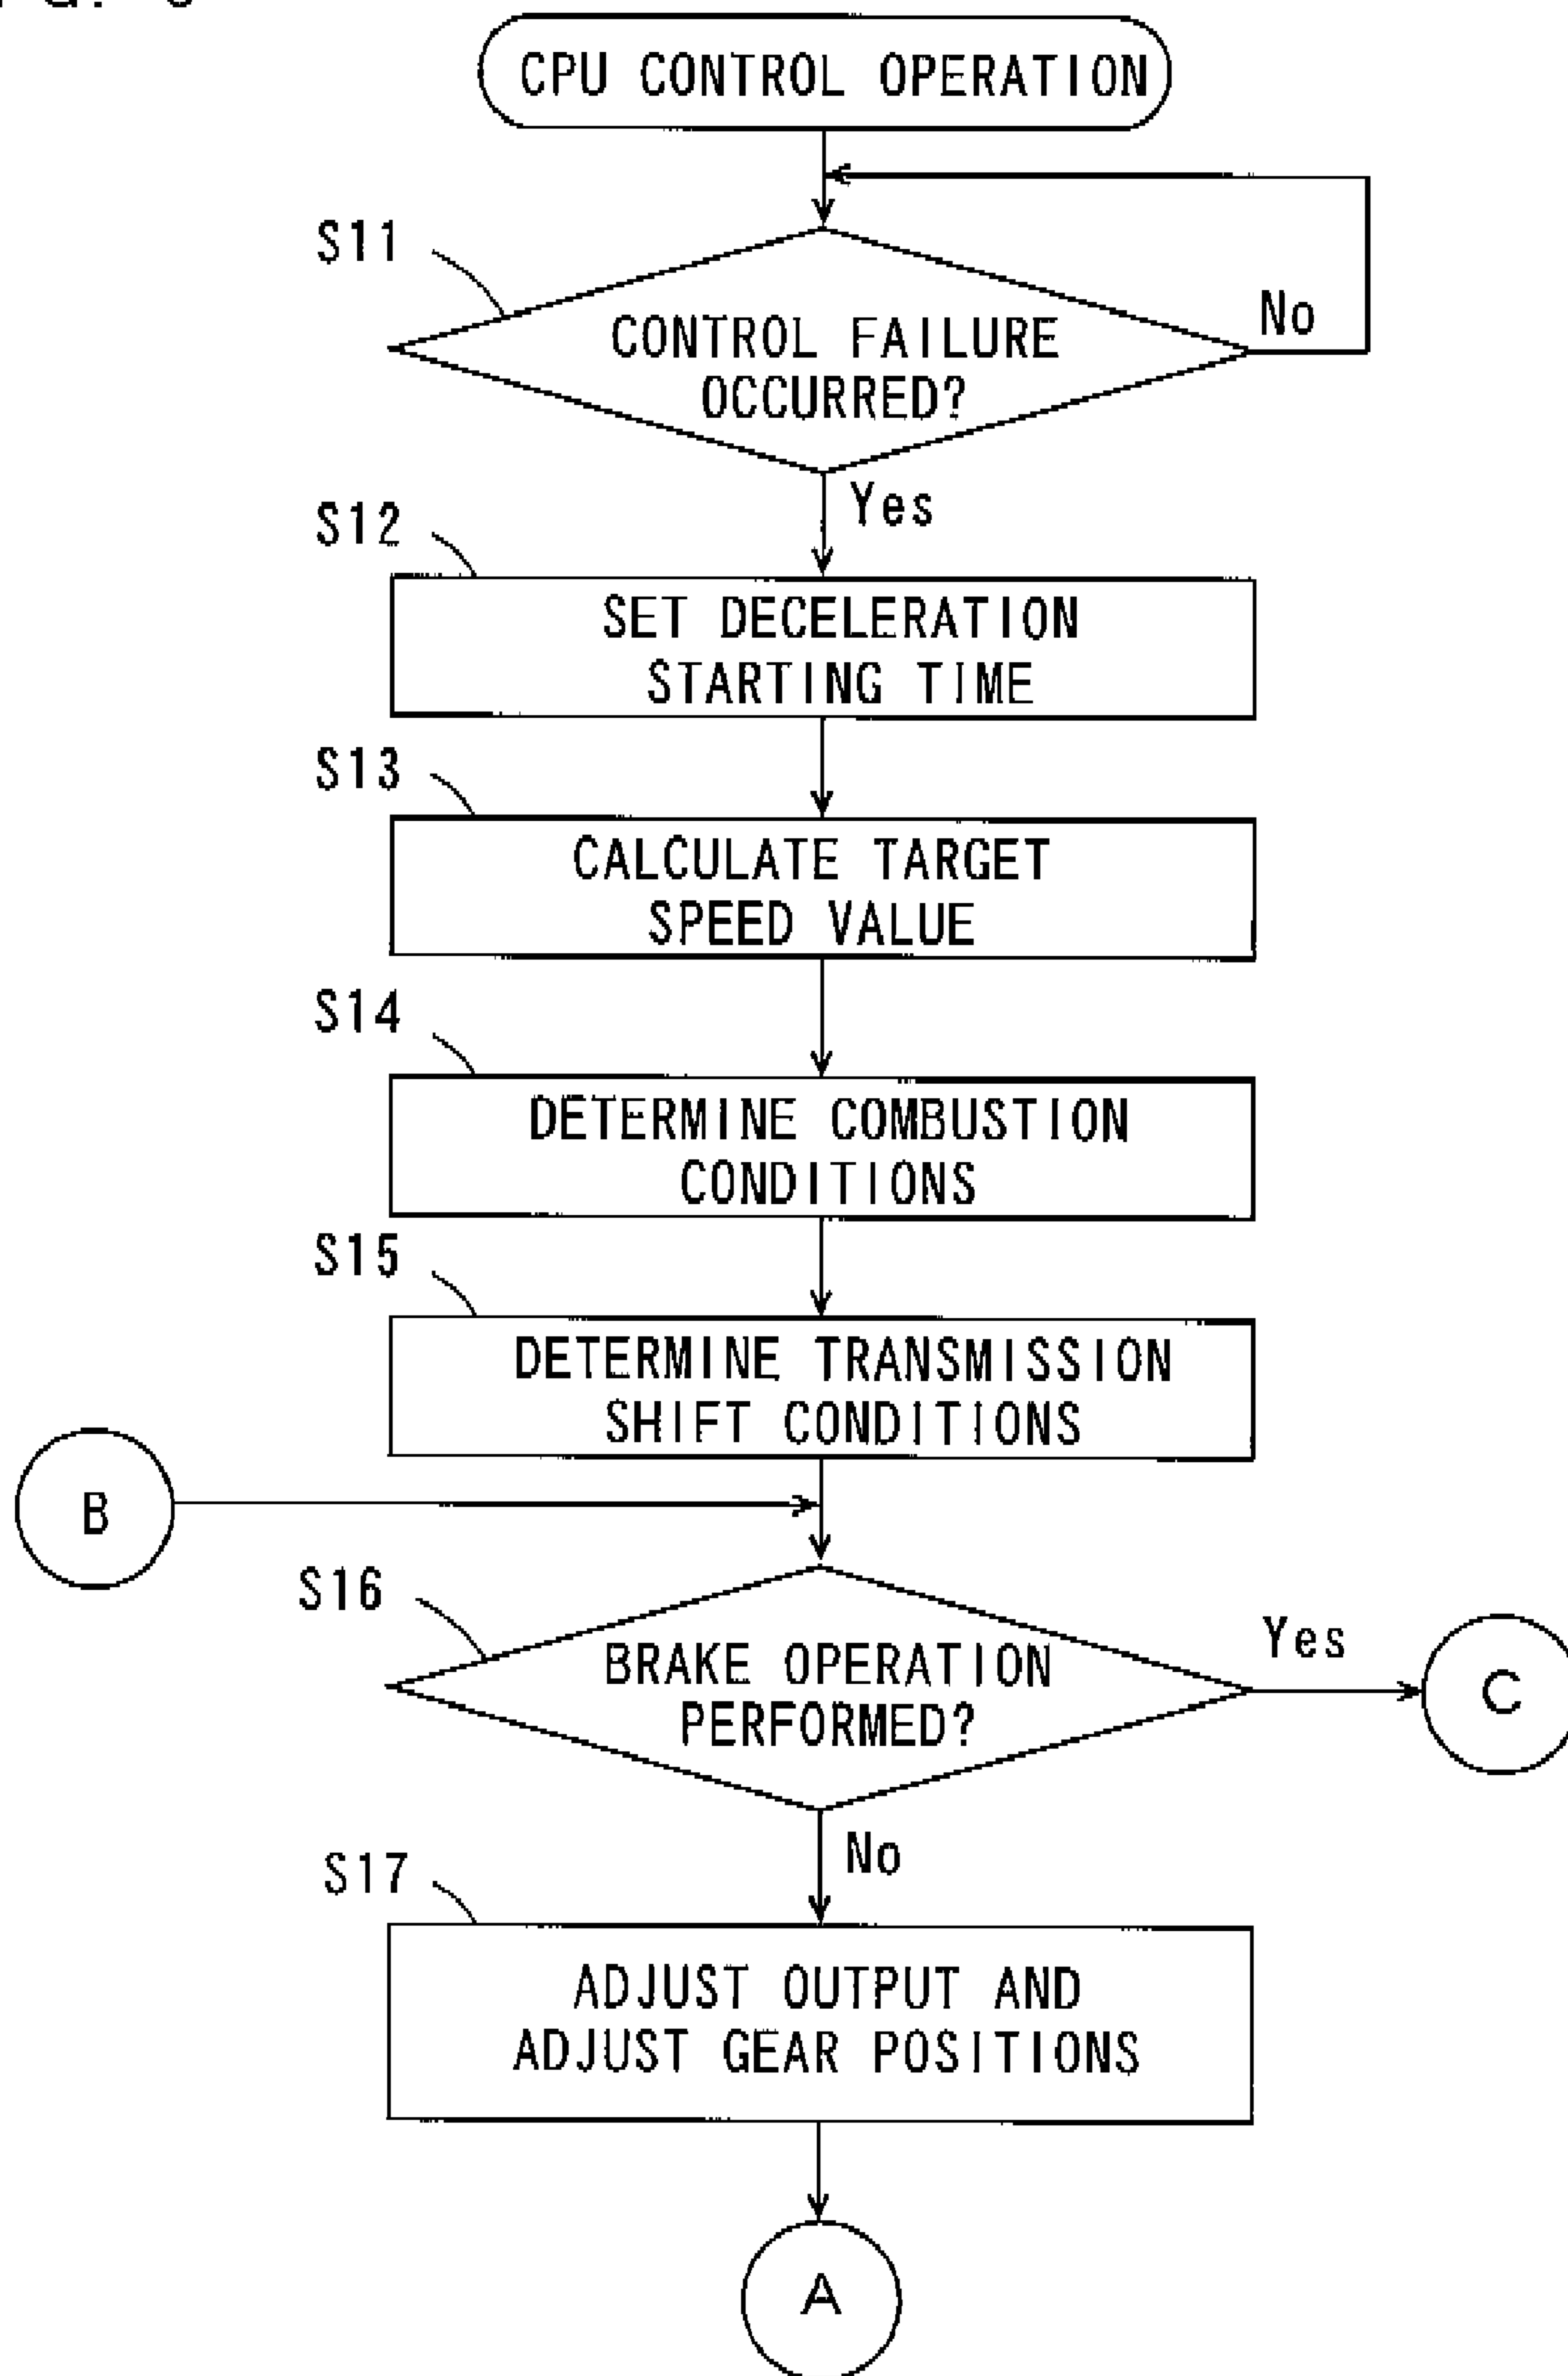 CPU CONTROL OPERATION
S11
CONTROL FAILURE
OCCURRED?
No
Yes
S12
SET DECELERATION
STARTING TIME
S13
CALCULATE TARGET
SPEED VALUE
S14
DETERMINE COMBUSTION
CONDITIONS
S15
DETERMINE TRANSMISSION
SHIFT CONDITIONS
B
S16
BRAKE OPERATION
PERFORMED?
Yes
C
No
S17
ADJUST OUTPUT AND
ADJUST GEAR POSITIONS
A